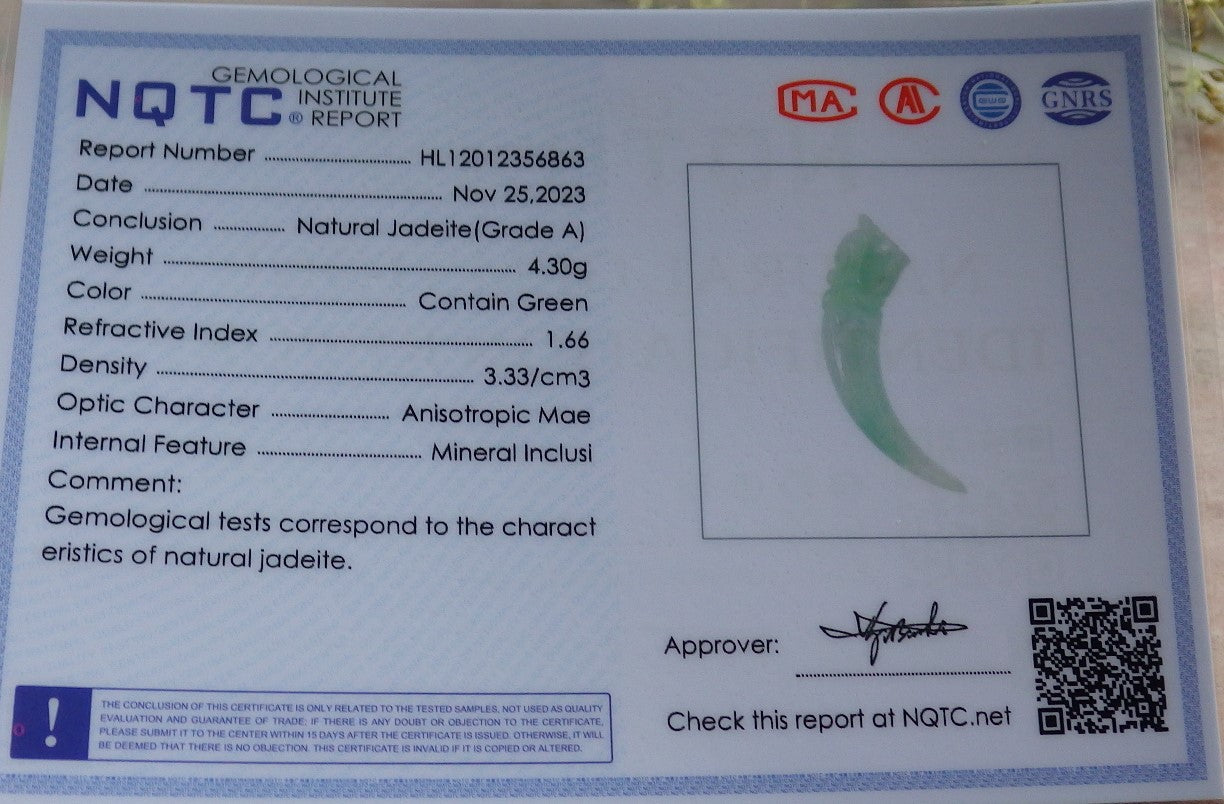 NQTC® GEMOLOGICAL
INSTITUTE
REPORT
MA
GNRS
Report Number ........ HL12012356863
Date ........ Nov 25,2023
Conclusion ........ Natural Jadeite(Grade A)
Weight ........ 4.30g
Color ........ Contain Green
Refractive Index ........ 1.66
Density ........ 3.33/cm3
Optic Character ........ Anisotropic Mae
Internal Feature ........ Mineral Inclusi
Comment:
Gemological tests correspond to the charact
eristics of natural jadeite.
Approver:
Check this report at NQTC.net
!
THE CONCLUSION OF THIS CERTIFICATE IS ONLY RELATED TO THE TESTED SAMPLES, NOT USED AS QUALITY
EVALUATION AND GUARANTEE OF TRADE; IF THERE IS ANY DOUBT OR OBJECTION TO THE CERTIFICATE,
PLEASE SUBMIT IT TO THE CENTER WITHIN 15 DAYS AFTER THE CERTIFICATE IS ISSUED. OTHERWISE, IT WILL
BE DEEMED THAT THERE IS NO OBJECTION. THIS CERTIFICATE IS INVALID IF IT IS COPIED OR ALTERED.